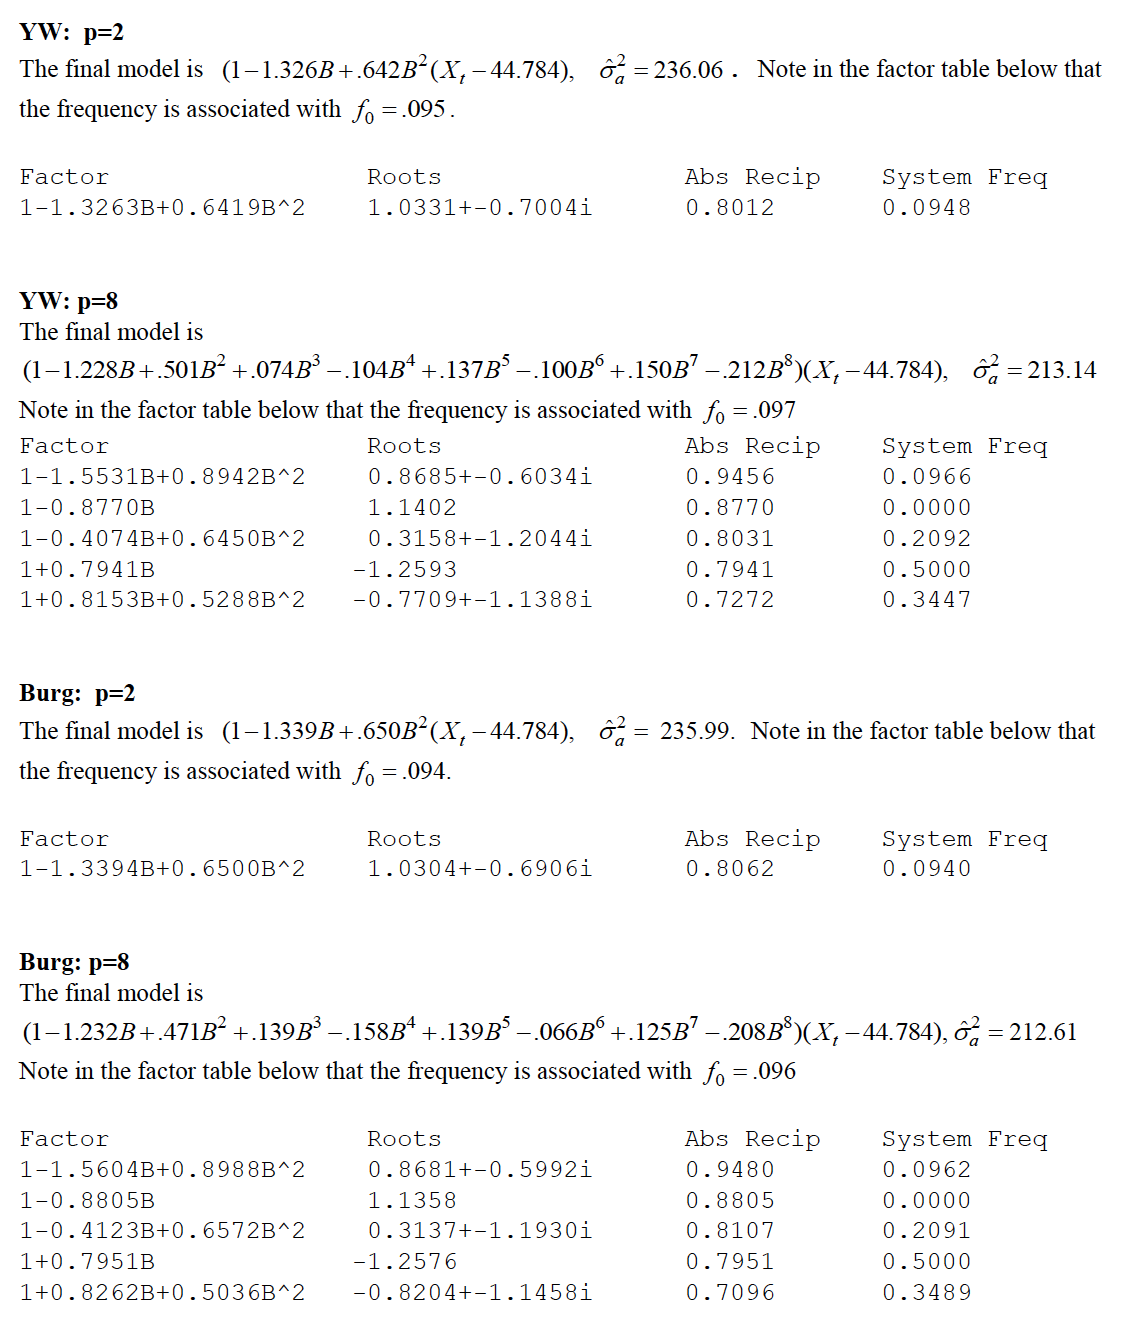 YW: p=2
The final model is (1−1.326B+.642B²(Xₜ−44.784), σ̂ₐ²=236.06. Note in the factor table below that
the frequency is associated with f₀=.095.
Factor Roots Abs Recip System Freq
1-1.3263B+0.6419B^2 1.0331+-0.7004i 0.8012 0.0948
YW: p=8
The final model is
(1−1.228B+.501B²+.074B³−.104B⁴+.137B⁵−.100B⁶+.150B⁷−.212B⁸)(Xₜ−44.784), σ̂ₐ²=213.14
Note in the factor table below that the frequency is associated with f₀=.097
Factor Roots Abs Recip System Freq
1-1.5531B+0.8942B^2 0.8685+-0.6034i 0.9456 0.0966
1-0.8770B 1.1402 0.8770 0.0000
1-0.4074B+0.6450B^2 0.3158+-1.2044i 0.8031 0.2092
1+0.7941B -1.2593 0.7941 0.5000
1+0.8153B+0.5288B^2 -0.7709+-1.1388i 0.7272 0.3447
Burg: p=2
The final model is (1−1.339B+.650B²(Xₜ−44.784), σ̂ₐ²= 235.99. Note in the factor table below that
the frequency is associated with f₀=.094.
Factor Roots Abs Recip System Freq
1-1.3394B+0.6500B^2 1.0304+-0.6906i 0.8062 0.0940
Burg: p=8
The final model is
(1−1.232B+.471B²+.139B³−.158B⁴+.139B⁵−.066B⁶+.125B⁷−.208B⁸)(Xₜ−44.784), σ̂ₐ²=212.61
Note in the factor table below that the frequency is associated with f₀=.096
Factor Roots Abs Recip System Freq
1-1.5604B+0.8988B^2 0.8681+-0.5992i 0.9480 0.0962
1-0.8805B 1.1358 0.8805 0.0000
1-0.4123B+0.6572B^2 0.3137+-1.1930i 0.8107 0.2091
1+0.7951B -1.2576 0.7951 0.5000
1+0.8262B+0.5036B^2 -0.8204+-1.1458i 0.7096 0.3489